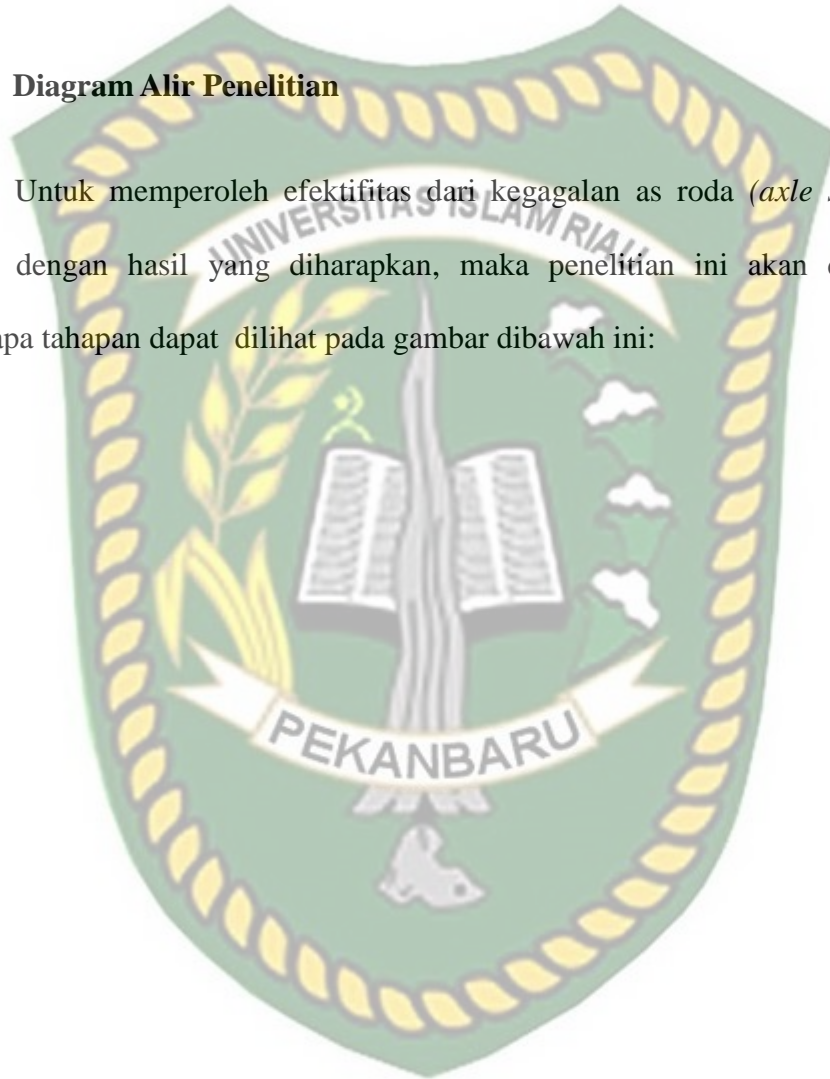 Diagram Alir Penelitian
Untuk memperoleh efektifitas dari kegagalan as roda (axle
UNIVERSITAS ISLAM RIAU
dengan hasil yang diharapkan, maka penelitian ini akan
apa tahapan dapat dilihat pada gambar dibawah ini:
PEKANBARU